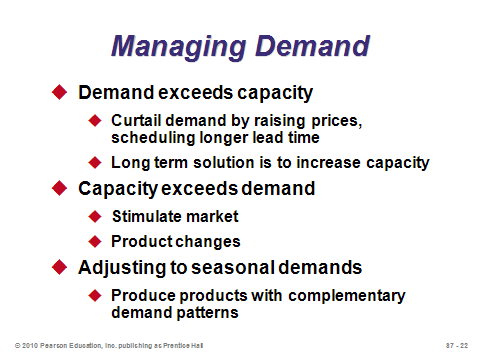 Managing Demand
Demand exceeds capacity
Curtail demand by raising prices,
scheduling longer lead time
Long term solution is to increase capacity
Capacity exceeds demand
Stimulate market
Product changes
Adjusting to seasonal demands
Produce products with complementary
demand patterns
© 2010 Pearson Education, Inc. publishing as Prentice Hall
S7 - 22